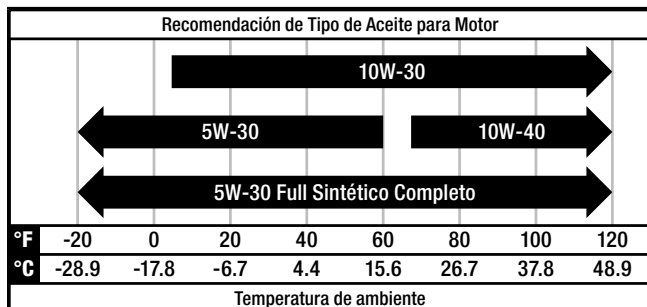 Recomendación de Tipo de Aceite para Motor
10W-30
5W-30 10W-40
5W-30 Full Sintético Completo
°F -20 0 20 40 60 80 100 120
°C -28.9 -17.8 -6.7 4.4 15.6 26.7 37.8 48.9
Temperatura de ambiente